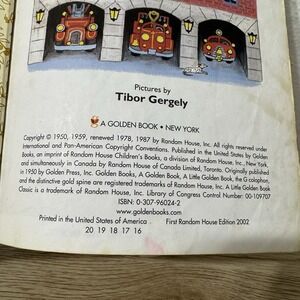 Pictures by
Tibor Gergely
A GOLDEN BOOK • NEW YORK
Copyright © 1950, 1959, renewed 1978, 1987 by Random House, Inc. All rights reserved under
International and Pan-American Copyright Conventions. Published in the United States by Golden
Books, an imprint of Random House Children's Books, a division of Random House, Inc., New York,
and simultaneously in Canada by Random House of Canada Limited, Toronto. Originally published
in 1950 by Golden Press, Inc. Golden Books, A Golden Book, A Little Golden Book, the G colophon,
and the distinctive gold spine are registered trademarks of Random House, Inc. A Little Golden Book
Classic is a trademark of Random House, Inc. Library of Congress Control Number: 00-109707
ISBN: 0-307-96024-2
www.goldenbooks.com
Printed in the United States of America First Random House Edition 2002
20 19 18 17 16